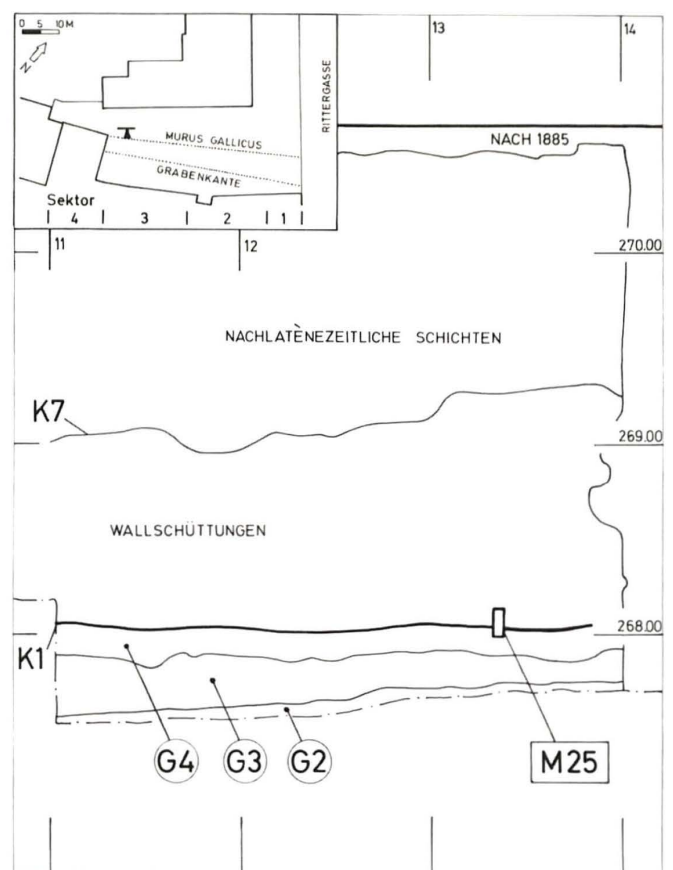 0 5 10M
N
MURUS GALLICUS
GRABENKANTE
RITTERGASSE
Sektor
4 3 2 1
13 14
NACH 1885
11 12
270.00
NACHLATÈNEZEITLICHE SCHICHTEN
K7
269.00
WALLSCHÜTTUNGEN
268.00
K1
G4 G3 G2 M25